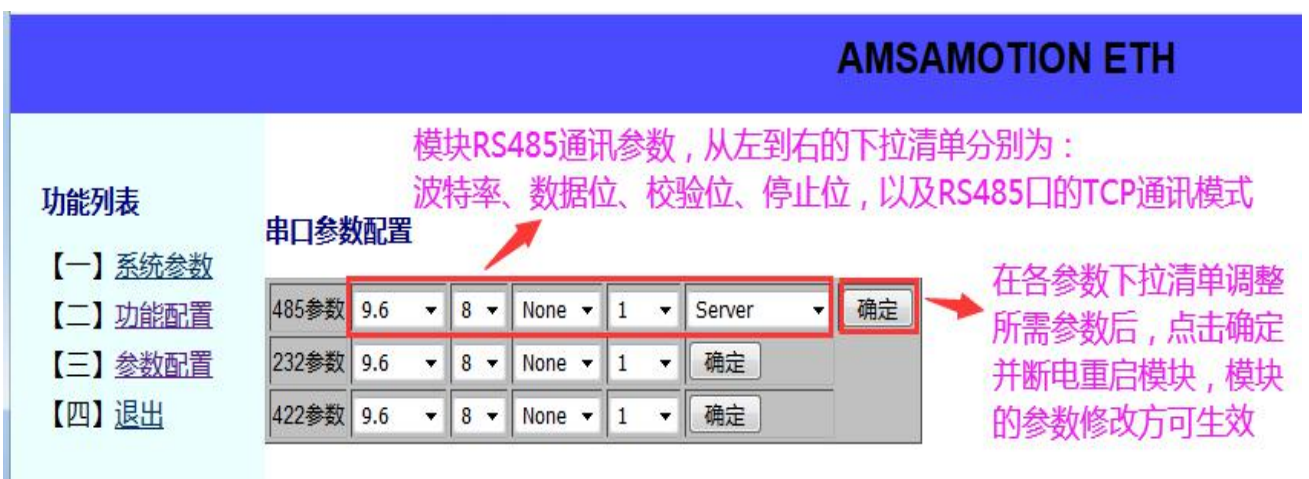 AMSAMOTION ETH
模块RS485通讯参数，从左到右的下拉清单分别为：
波特率、数据位、校验位、停止位，以及RS485口的TCP通讯模式
功能列表
【一】系统参数
【二】功能配置
【三】参数配置
【四】退出
串口参数配置
485参数 9.6 8 None 1 Server 确定
232参数 9.6 8 None 1 确定
422参数 9.6 8 None 1 确定
在各参数下拉清单调整
所需参数后，点击确定
并断电重启模块，模块
的参数修改方可生效